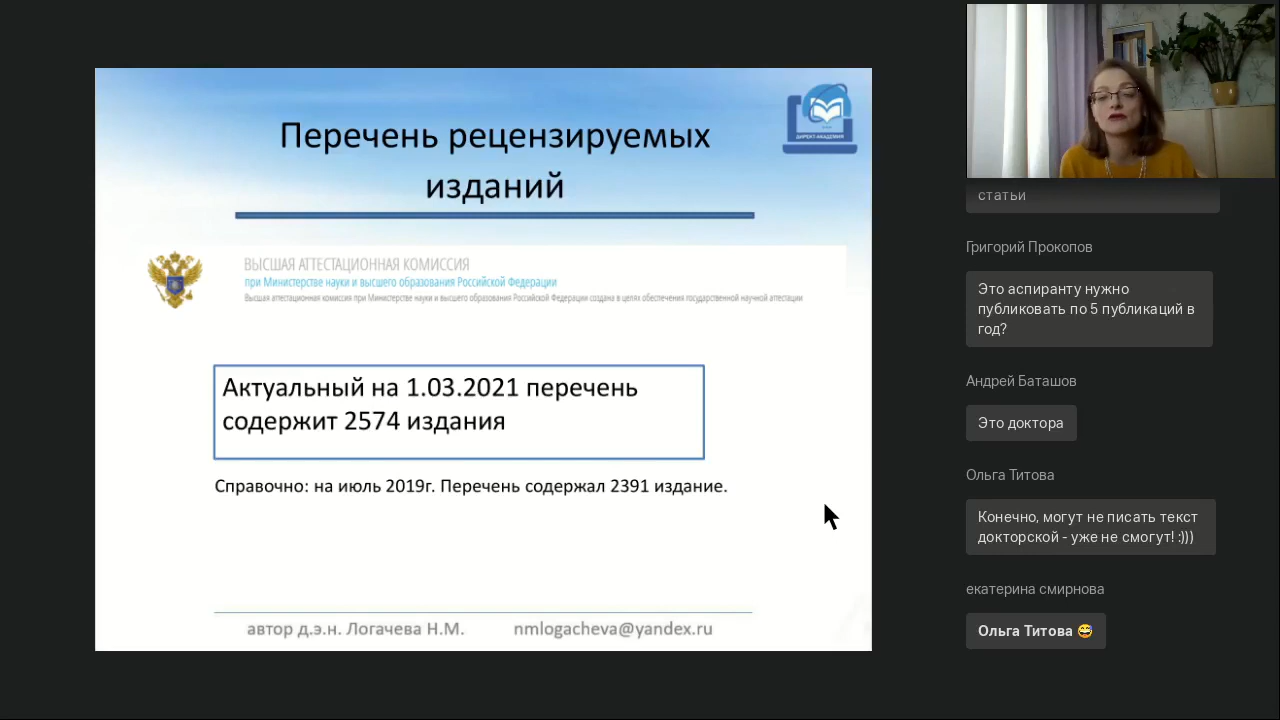 Перечень рецензируемых
изданий
ДИРЕКТ-АКАДЕМИЯ
ВЫСШАЯ АТТЕСТАЦИОННАЯ КОМИССИЯ
при Министерстве науки и высшего образования Российской Федерации
Высшая аттестационная комиссия при Министерстве науки и высшего образования Российской Федерации создана в целях обеспечения государственной научной аттестации
Актуальный на 1.03.2021 перечень
содержит 2574 издания
Справочно: на июль 2019г. Перечень содержал 2391 издание.
автор д.э.н. Логачева Н.М. nmlogacheva@yandex.ru
статьи
Григорий Прокопов
Это аспиранту нужно
публиковать по 5 публикаций в
год?
Андрей Баташов
Это доктора
Ольга Титова
Конечно, могут не писать текст
докторской - уже не смогут! :)))
екатерина смирнова
Ольга Титова 😅